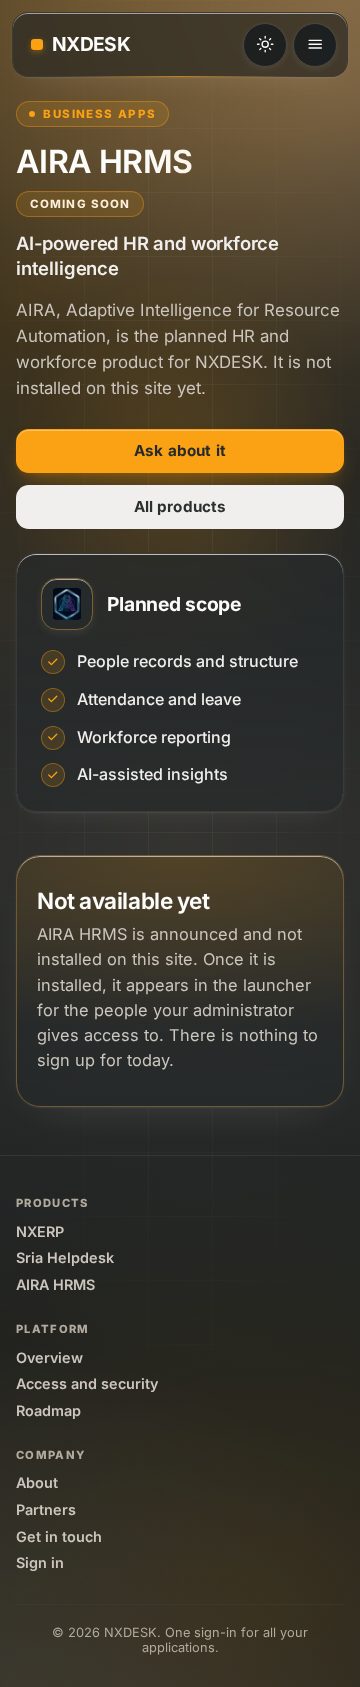 NXDESK
BUSINESS APPS
AIRA HRMS
COMING SOON
AI-powered HR and workforce
intelligence
AIRA, Adaptive Intelligence for Resource
Automation, is the planned HR and
workforce product for NXDESK. It is not
installed on this site yet.
Ask about it
All products
Planned scope
People records and structure
Attendance and leave
Workforce reporting
AI-assisted insights
Not available yet
AIRA HRMS is announced and not
installed on this site. Once it is
installed, it appears in the launcher
for the people your administrator
gives access to. There is nothing to
sign up for today.
PRODUCTS
NXERP
Sria Helpdesk
AIRA HRMS
PLATFORM
Overview
Access and security
Roadmap
COMPANY
About
Partners
Get in touch
Sign in
© 2026 NXDESK. One sign-in for all your
applications.